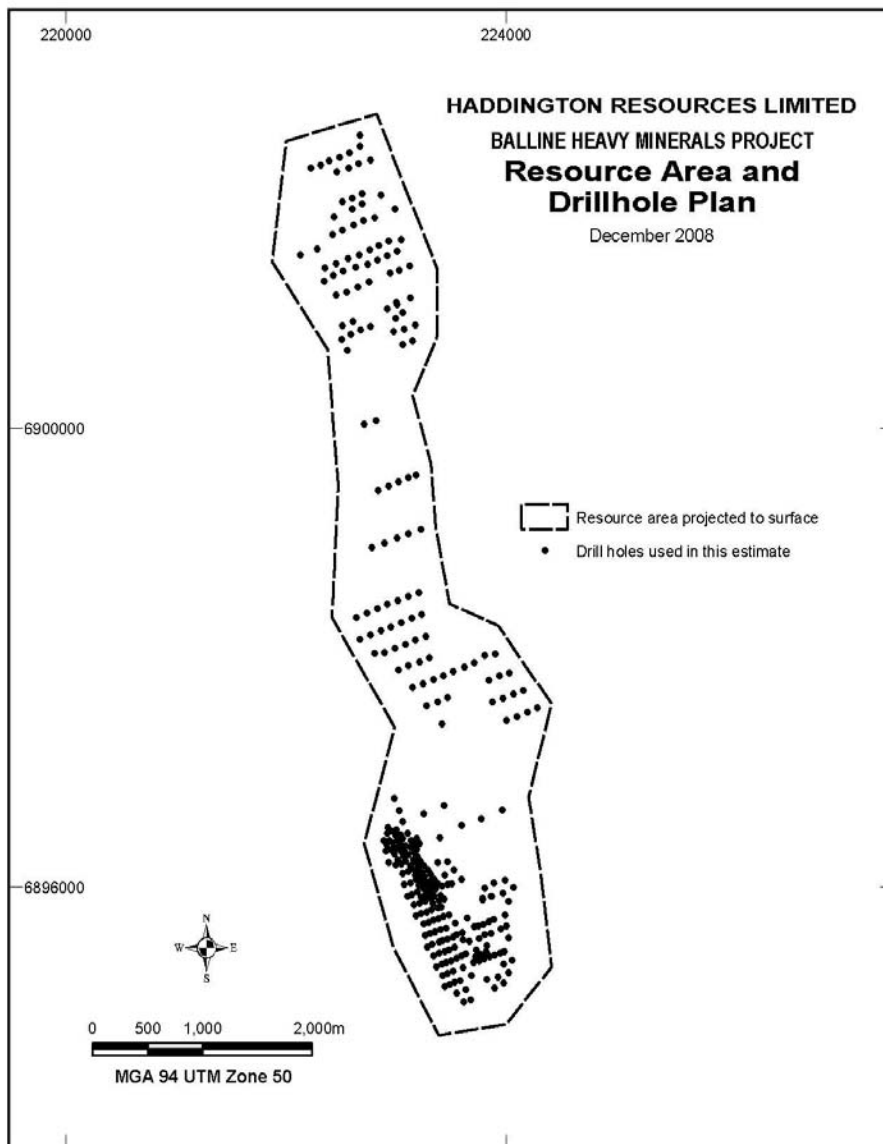 220000 224000
HADDINGTON RESOURCES LIMITED
BALLINE HEAVY MINERALS PROJECT
Resource Area and
Drillhole Plan
December 2008
6900000
Resource area projected to surface
Drill holes used in this estimate
6896000
N
W E
S
0 500 1,000 2,000m
MGA 94 UTM Zone 50